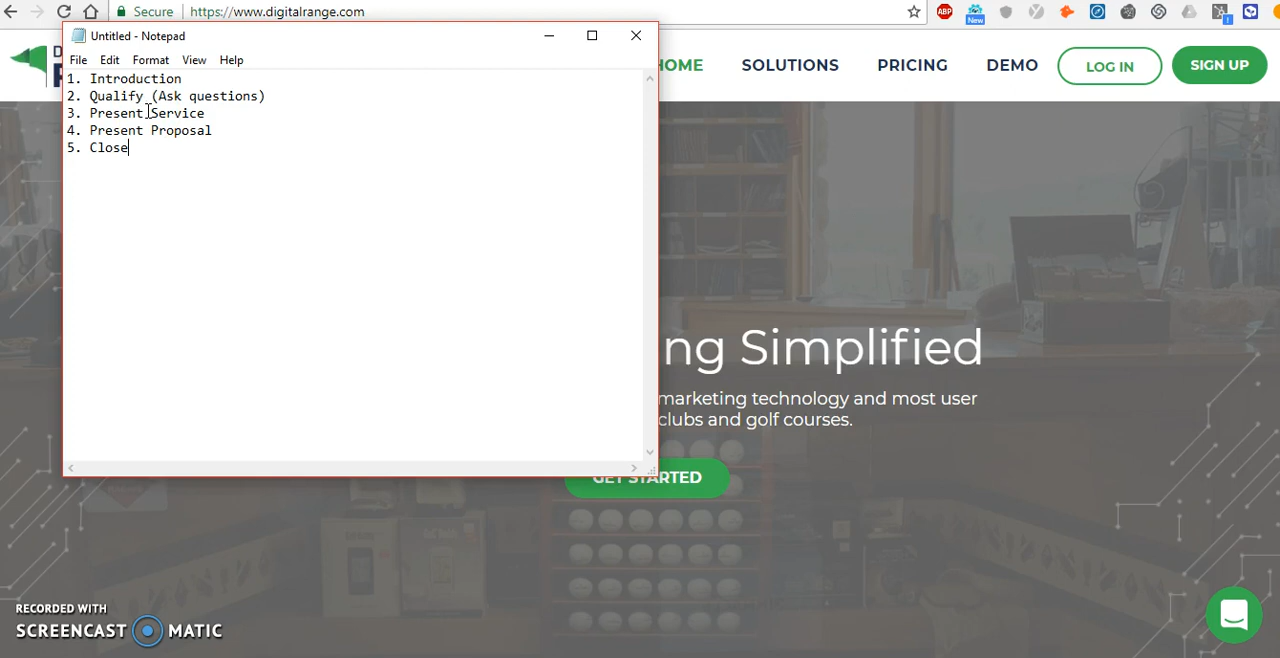 Secure https://www.digitalrange.com
ABP
New
Untitled - Notepad
File Edit Format View Help
1. Introduction
2. Qualify (Ask questions)
3. Present Service
4. Present Proposal
5. Close
HOME SOLUTIONS PRICING DEMO LOG IN SIGN UP
ng Simplified
marketing technology and most user
clubs and golf courses.
GET STARTED
RECORDED WITH
SCREENCAST MATIC